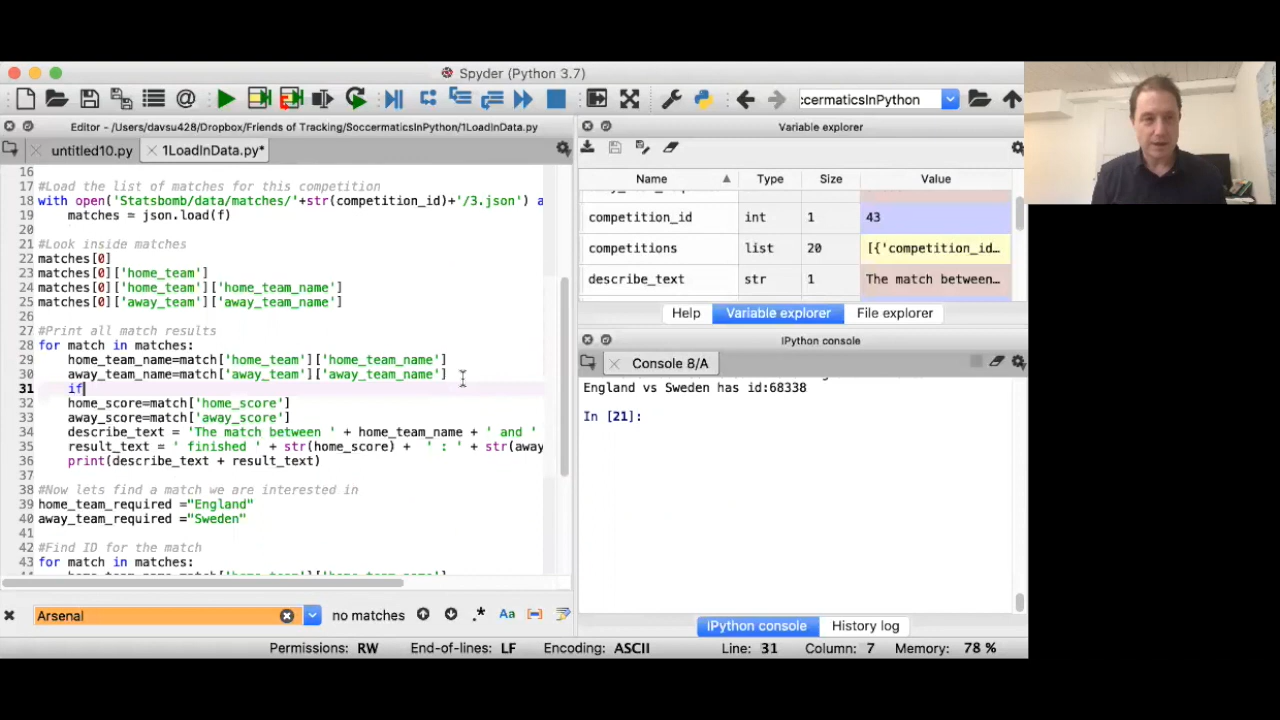 Spyder (Python 3.7)
:ccermaticsInPython
Editor - /Users/davsu428/Dropbox/Friends of Tracking/SoccermaticsInPython/1LoadInData.py
untitled10.py
1LoadInData.py*
16
17 #Load the list of matches for this competition
18 with open('Statsbomb/data/matches/'+str(competition_id)+'/3.json') a
19 matches = json.load(f)
20
21 #Look inside matches
22 matches[0]
23 matches[0]['home_team']
24 matches[0]['home_team']['home_team_name']
25 matches[0]['away_team']['away_team_name']
26
27 #Print all match results
28 for match in matches:
29 home_team_name=match['home_team']['home_team_name']
30 away_team_name=match['away_team']['away_team_name']
31 if
32 home_score=match['home_score']
33 away_score=match['away_score']
34 describe_text = 'The match between ' + home_team_name + ' and '
35 result_text = ' finished ' + str(home_score) + ' : ' + str(away
36 print(describe_text + result_text)
37
38 #Now lets find a match we are interested in
39 home_team_required ="England"
40 away_team_required ="Sweden"
41
42 #Find ID for the match
43 for match in matches:
Arsenal
no matches
.*
Aa
Variable explorer
Name Type Size Value
competition_id int 1 43
competitions list 20 [{'competition_id…
describe_text str 1 The match between…
Help Variable explorer File explorer
IPython console
Console 8/A
England vs Sweden has id:68338
In [21]:
IPython console History log
Permissions: RW End-of-lines: LF Encoding: ASCII Line: 31 Column: 7 Memory: 78 %